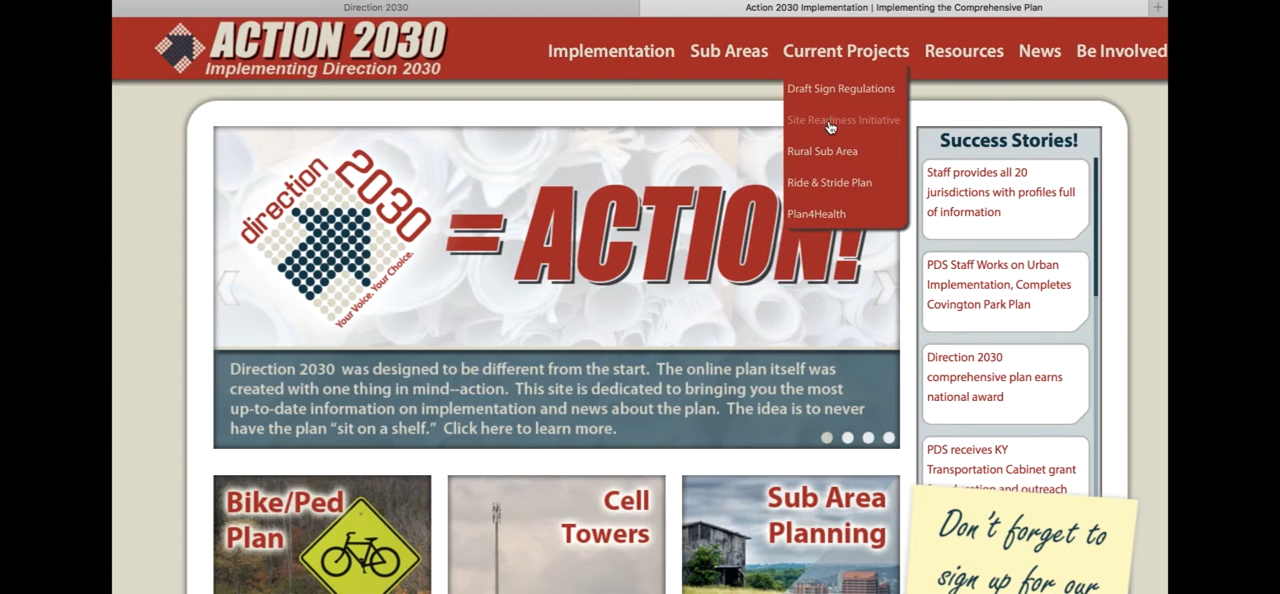 Direction 2030
Action 2030 Implementation | Implementing the Comprehensive Plan
+
ACTION 2030
Implementing Direction 2030
Implementation Sub Areas Current Projects Resources News Be Involved
Draft Sign Regulations
Site Readiness Initiative
Rural Sub Area
Ride & Stride Plan
Plan4Health
direction 2030
Your Voice. Your Choice.
= ACTION!
Direction 2030 was designed to be different from the start. The online plan itself was
created with one thing in mind--action. This site is dedicated to bringing you the most
up-to-date information on implementation and news about the plan. The idea is to never
have the plan “sit on a shelf.” Click here to learn more.
Success Stories!
Staff provides all 20
jurisdictions with profiles full
of information
PDS Staff Works on Urban
Implementation, Completes
Covington Park Plan
Direction 2030
comprehensive plan earns
national award
PDS receives KY
Transportation Cabinet grant
for education and outreach
Bike/Ped
Plan
Cell
Towers
Sub Area
Planning
Don't forget to
sign up for our